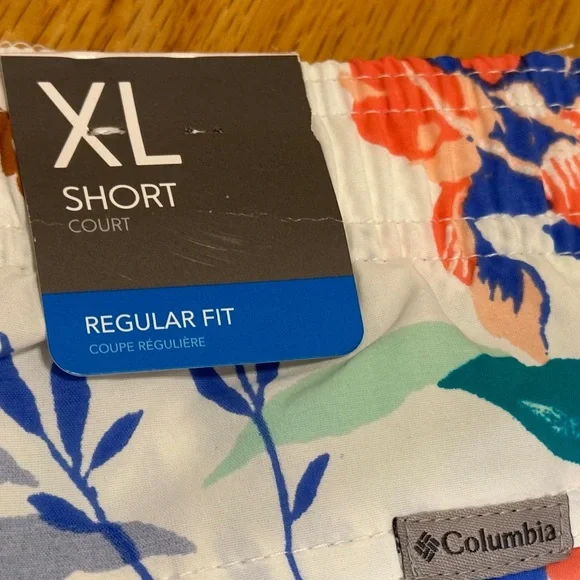 XL
SHORT
COURT
REGULAR FIT
COUPE RÉGULIÈRE
Columbia